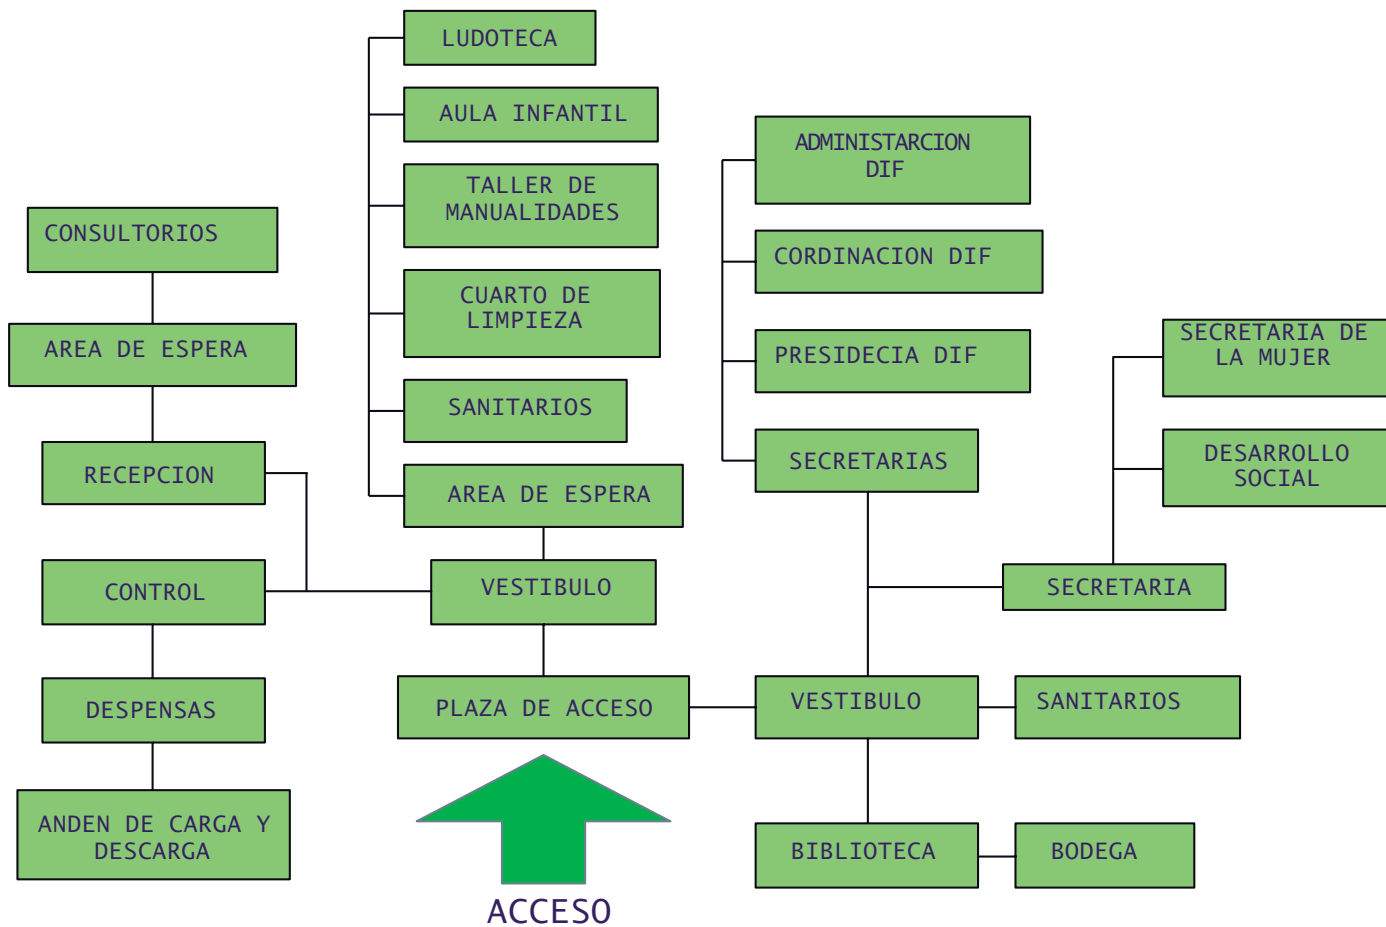 LUDOTECA
AULA INFANTIL
TALLER DE
MANUALIDADES
CUARTO DE
LIMPIEZA
SANITARIOS
AREA DE ESPERA
VESTIBULO
PLAZA DE ACCESO
ACCESO
CONSULTORIOS
AREA DE ESPERA
RECEPCION
CONTROL
DESPENSAS
ANDEN DE CARGA Y
DESCARGA
ADMINISTARCION
DIF
CORDINACION DIF
PRESIDECIA DIF
SECRETARIAS
SECRETARIA DE
LA MUJER
DESARROLLO
SOCIAL
SECRETARIA
VESTIBULO
SANITARIOS
BIBLIOTECA
BODEGA